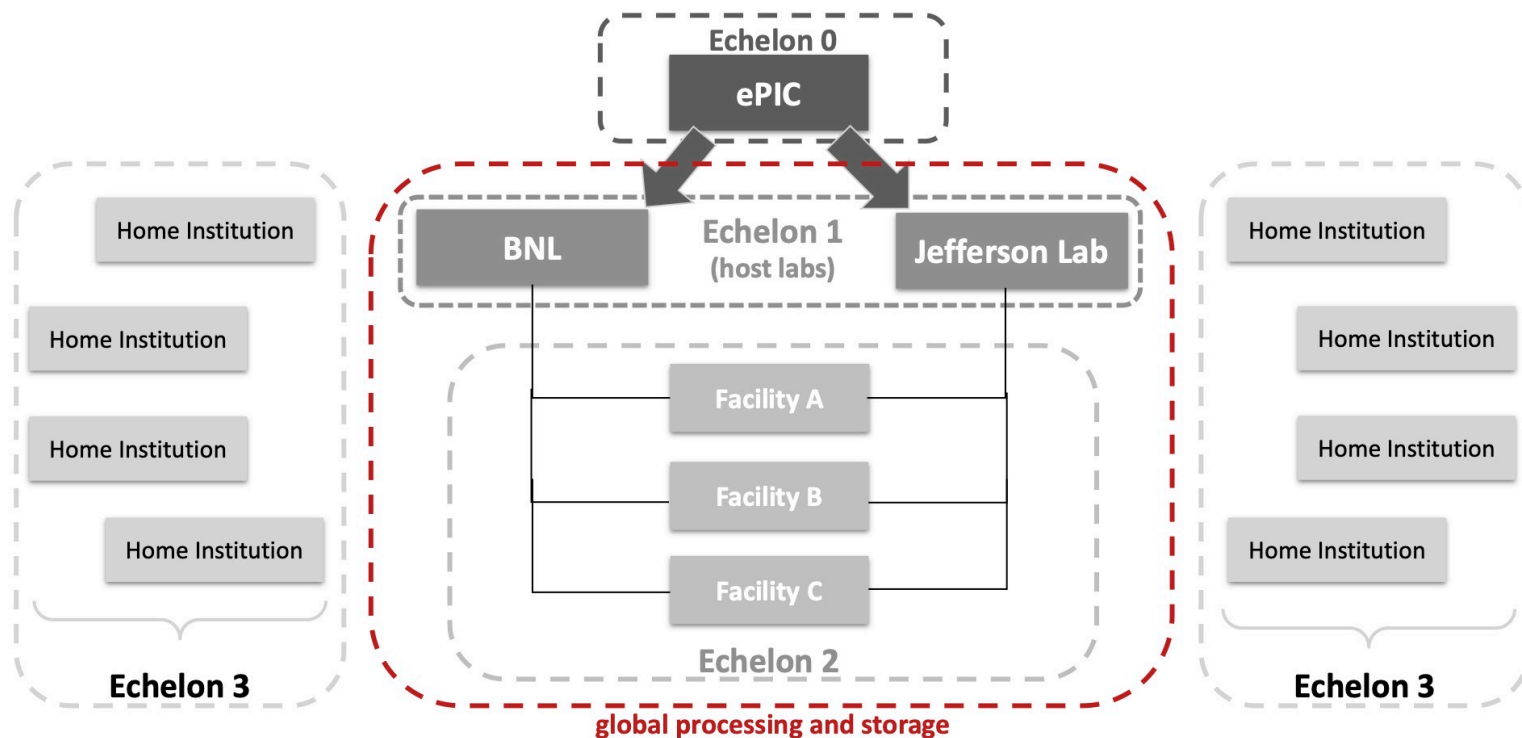 Echelon 0
ePIC
BNL
Echelon 1
(host labs)
Jefferson Lab
Home Institution
Home Institution
Home Institution
Home Institution
Echelon 3
Facility A
Facility B
Facility C
Echelon 2
global processing and storage
Home Institution
Home Institution
Home Institution
Home Institution
Echelon 3